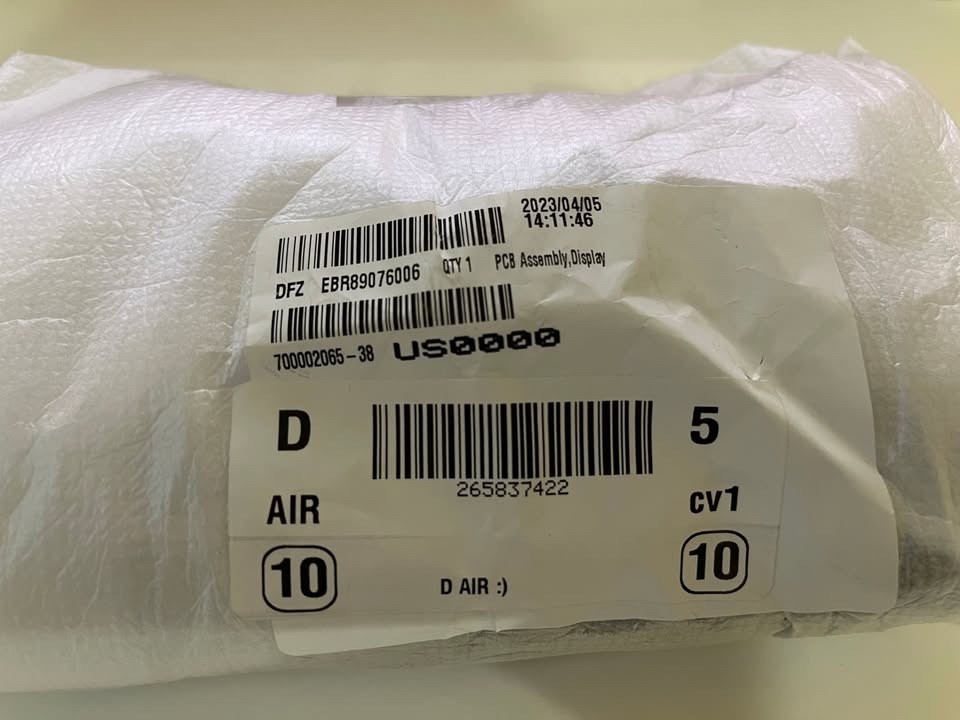 2023/04/05
14:11:46
DFZ EBR89076006 QTY 1 PCB Assembly,Display
700002065-38 US0000
D 5
265837422
AIR cv1
10 D AIR :) 10